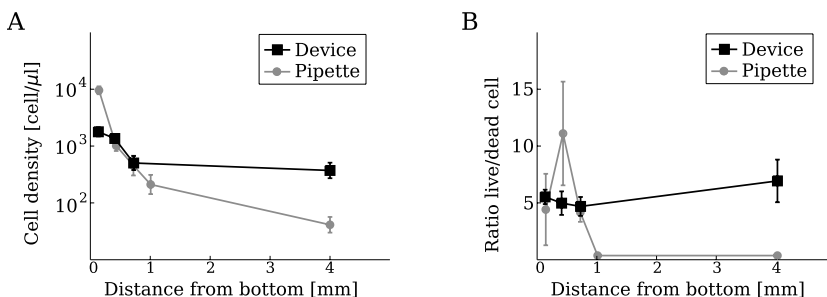 A
Device
Pipette
Cell density [cell/μl]
10^4
10^3
10^2
0 1 2 3 4
Distance from bottom [mm]
B
Device
Pipette
Ratio live/dead cell
15
10
5
0 1 2 3 4
Distance from bottom [mm]